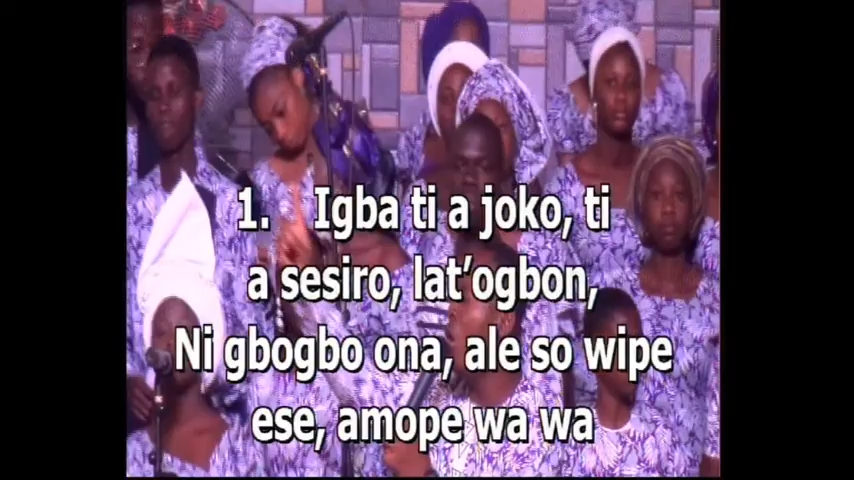 1. Igba ti a joko, ti
a sesiro, lat’ogbon,
Ni gbogbo ona, ale so wipe
ese, amope wa wa